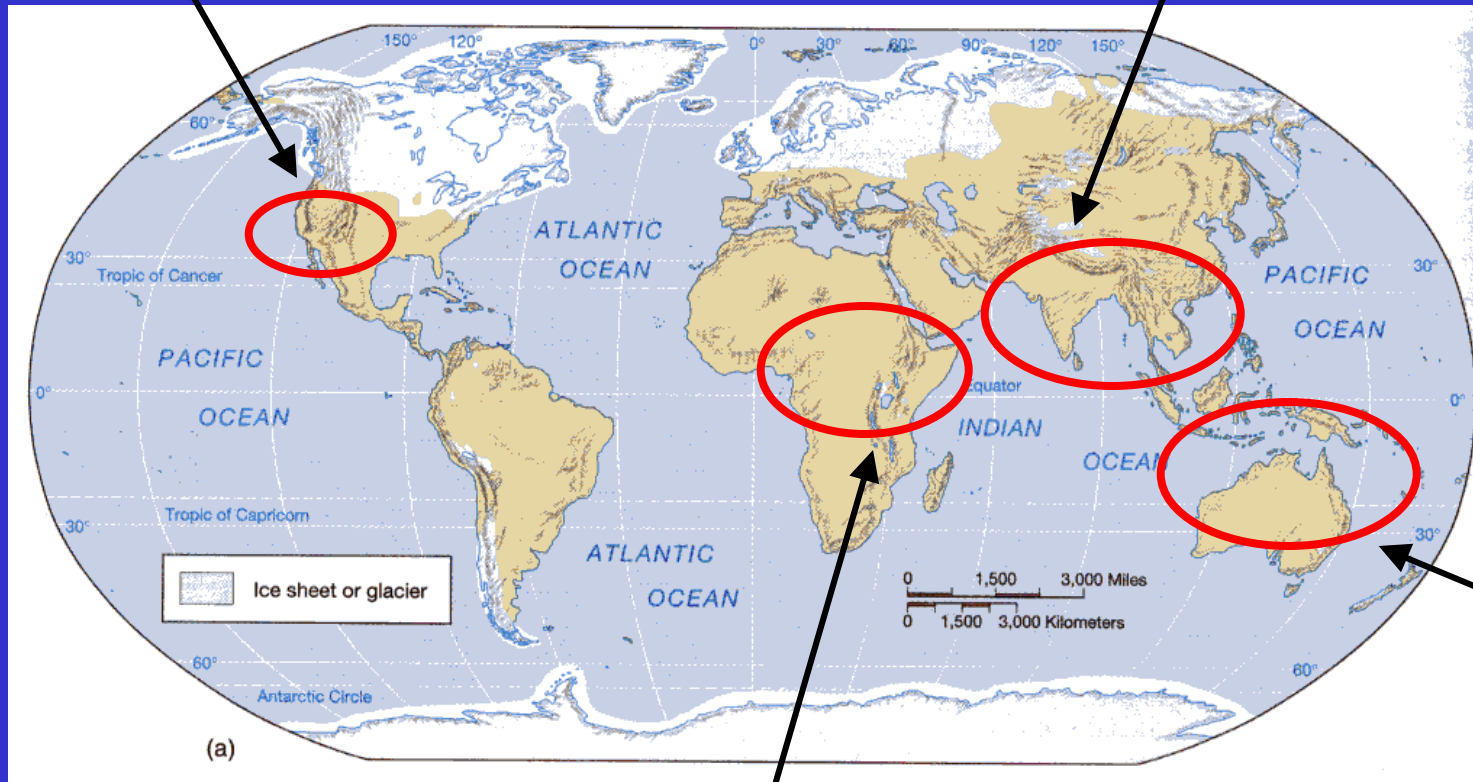 150° 120° 0° 30° 60° 90° 120° 150°
60°
ATLANTIC
OCEAN
30°
Tropic of Cancer
PACIFIC
OCEAN
30°
PACIFIC
OCEAN
0°
Equator
0°
INDIAN
OCEAN
Tropic of Capricorn
30°
30°
ATLANTIC
OCEAN
Ice sheet or glacier
0 1,500 3,000 Miles
0 1,500 3,000 Kilometers
60°
60°
Antarctic Circle
(a)